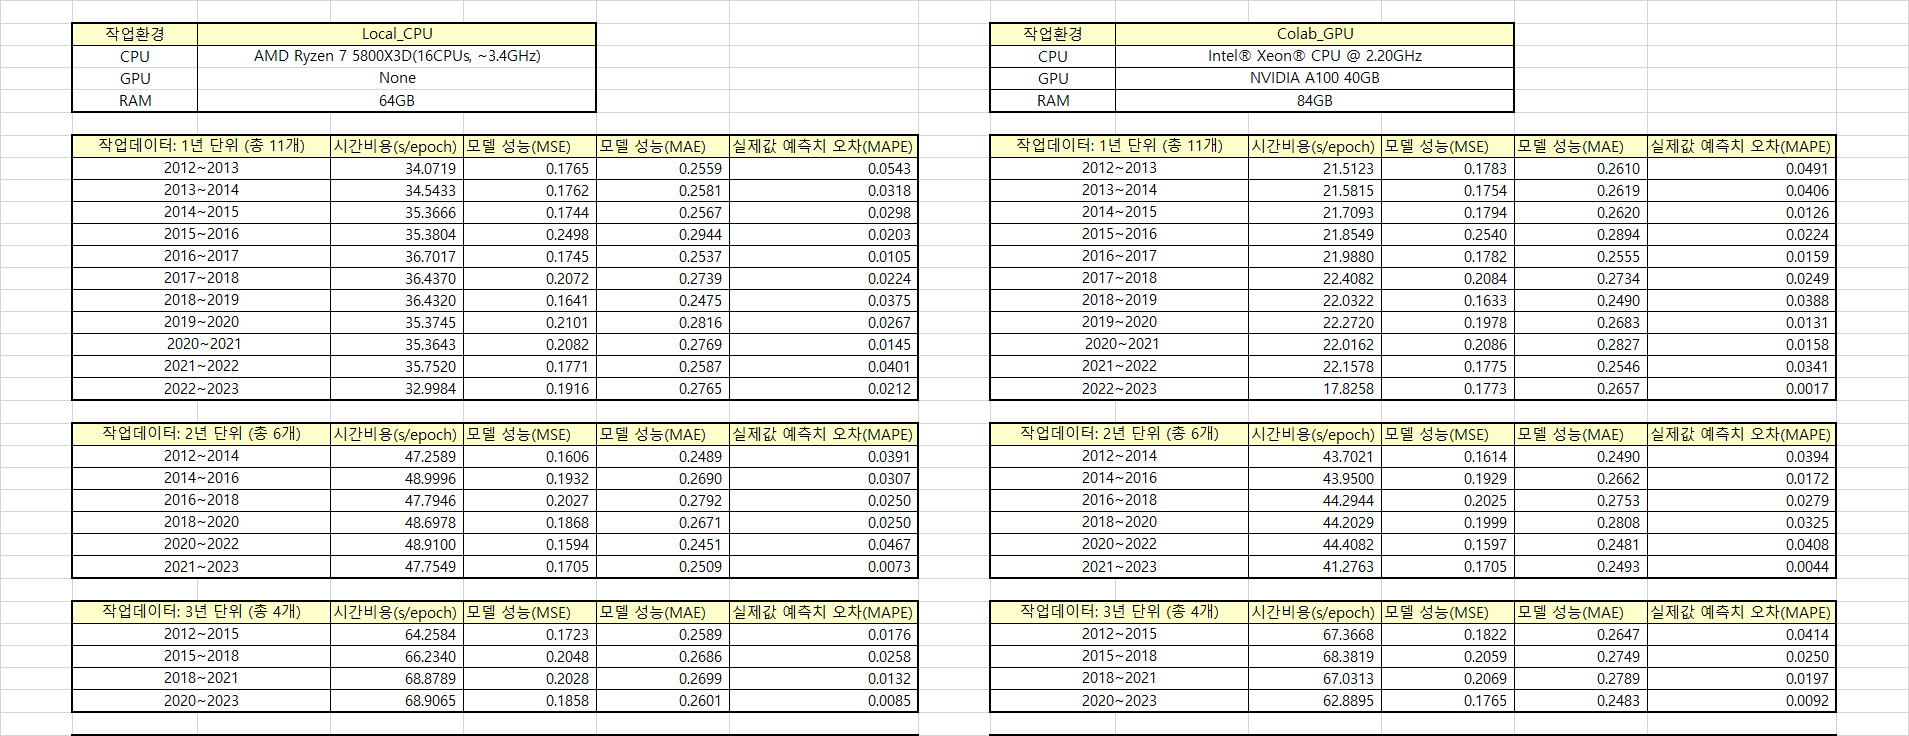 작업환경 Local_CPU
CPU AMD Ryzen 7 5800X3D(16CPUs, ~3.4GHz)
GPU None
RAM 64GB
작업데이터: 1년 단위 (총 11개) 시간비용(s/epoch) 모델 성능(MSE) 모델 성능(MAE) 실제값 예측치 오차(MAPE)
2012~2013 34.0719 0.1765 0.2559 0.0543
2013~2014 34.5433 0.1762 0.2581 0.0318
2014~2015 35.3666 0.1744 0.2567 0.0298
2015~2016 35.3804 0.2498 0.2944 0.0203
2016~2017 36.7017 0.1745 0.2537 0.0105
2017~2018 36.4370 0.2072 0.2739 0.0224
2018~2019 36.4320 0.1641 0.2475 0.0375
2019~2020 35.3745 0.2101 0.2816 0.0267
2020~2021 35.3643 0.2082 0.2769 0.0145
2021~2022 35.7520 0.1771 0.2587 0.0401
2022~2023 32.9984 0.1916 0.2765 0.0212
작업데이터: 2년 단위 (총 6개) 시간비용(s/epoch) 모델 성능(MSE) 모델 성능(MAE) 실제값 예측치 오차(MAPE)
2012~2014 47.2589 0.1606 0.2489 0.0391
2014~2016 48.9996 0.1932 0.2690 0.0307
2016~2018 47.7946 0.2027 0.2792 0.0250
2018~2020 48.6978 0.1868 0.2671 0.0250
2020~2022 48.9100 0.1594 0.2451 0.0467
2021~2023 47.7549 0.1705 0.2509 0.0073
작업데이터: 3년 단위 (총 4개) 시간비용(s/epoch) 모델 성능(MSE) 모델 성능(MAE) 실제값 예측치 오차(MAPE)
2012~2015 64.2584 0.1723 0.2589 0.0176
2015~2018 66.2340 0.2048 0.2686 0.0258
2018~2021 68.8789 0.2028 0.2699 0.0132
2020~2023 68.9065 0.1858 0.2601 0.0085
작업환경 Colab_GPU
CPU Intel® Xeon® CPU @ 2.20GHz
GPU NVIDIA A100 40GB
RAM 84GB
작업데이터: 1년 단위 (총 11개) 시간비용(s/epoch) 모델 성능(MSE) 모델 성능(MAE) 실제값 예측치 오차(MAPE)
2012~2013 21.5123 0.1783 0.2610 0.0491
2013~2014 21.5815 0.1754 0.2619 0.0406
2014~2015 21.7093 0.1794 0.2620 0.0126
2015~2016 21.8549 0.2540 0.2894 0.0224
2016~2017 21.9880 0.1782 0.2555 0.0159
2017~2018 22.4082 0.2084 0.2734 0.0249
2018~2019 22.0322 0.1633 0.2490 0.0388
2019~2020 22.2720 0.1978 0.2683 0.0131
2020~2021 22.0162 0.2086 0.2827 0.0158
2021~2022 22.1578 0.1775 0.2546 0.0341
2022~2023 17.8258 0.1773 0.2657 0.0017
작업데이터: 2년 단위 (총 6개) 시간비용(s/epoch) 모델 성능(MSE) 모델 성능(MAE) 실제값 예측치 오차(MAPE)
2012~2014 43.7021 0.1614 0.2490 0.0394
2014~2016 43.9500 0.1929 0.2662 0.0172
2016~2018 44.2944 0.2025 0.2753 0.0279
2018~2020 44.2029 0.1999 0.2808 0.0325
2020~2022 44.4082 0.1597 0.2481 0.0408
2021~2023 41.2763 0.1705 0.2493 0.0044
작업데이터: 3년 단위 (총 4개) 시간비용(s/epoch) 모델 성능(MSE) 모델 성능(MAE) 실제값 예측치 오차(MAPE)
2012~2015 67.3668 0.1822 0.2647 0.0414
2015~2018 68.3819 0.2059 0.2749 0.0250
2018~2021 67.0313 0.2069 0.2789 0.0197
2020~2023 62.8895 0.1765 0.2483 0.0092